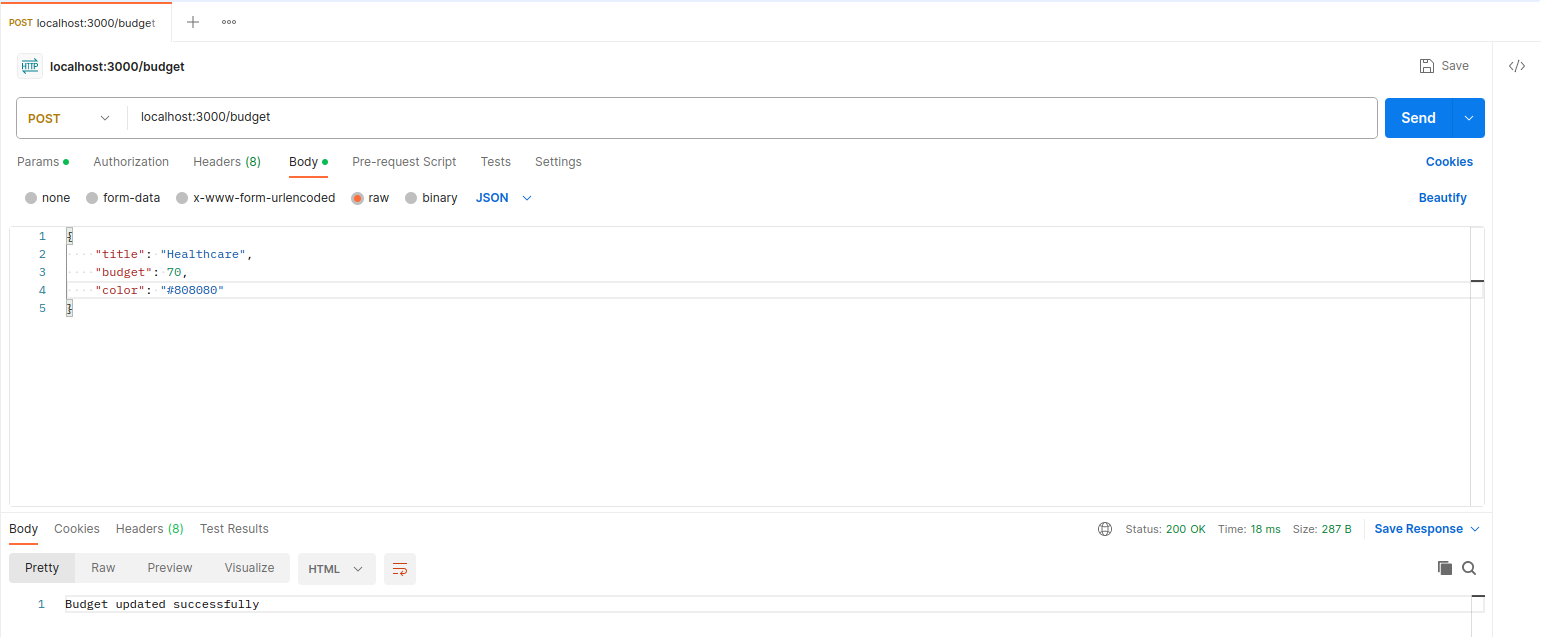 POST localhost:3000/budget
HTTP localhost:3000/budget Save
POST localhost:3000/budget Send
Params Authorization Headers (8) Body Pre-request Script Tests Settings Cookies
none form-data x-www-form-urlencoded raw binary JSON Beautify
1 {
2 "title": "Healthcare",
3 "budget": 70,
4 "color": "#808080"
5 }
Body Cookies Headers (8) Test Results Status: 200 OK Time: 18 ms Size: 287 B Save Response
Pretty Raw Preview Visualize HTML
1 Budget updated successfully